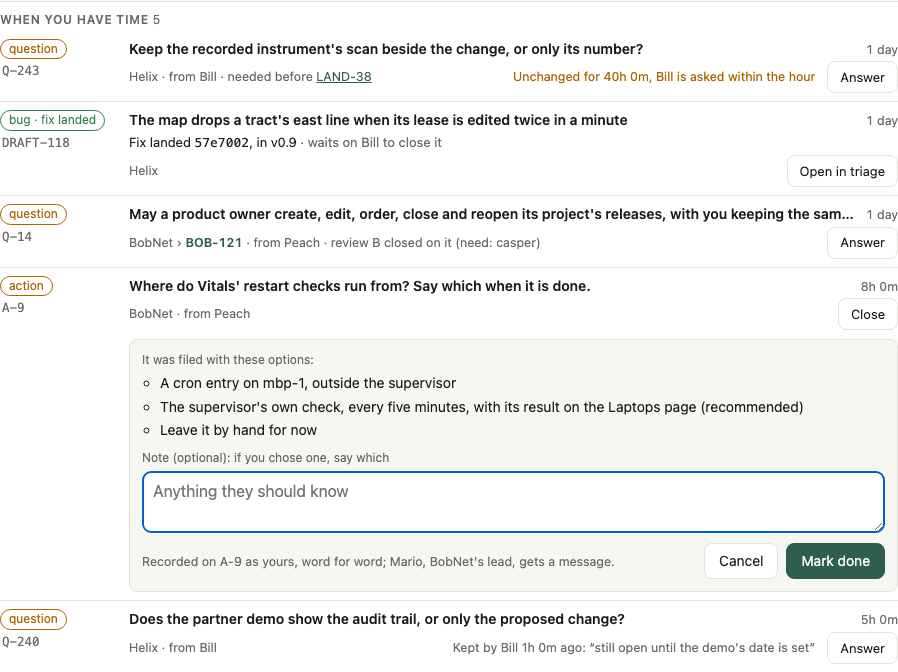 WHEN YOU HAVE TIME 5
question
Keep the recorded instrument's scan beside the change, or only its number?
1 day
Q-243
Helix · from Bill · needed before LAND-38
Unchanged for 40h 0m, Bill is asked within the hour
Answer
bug · fix landed
The map drops a tract's east line when its lease is edited twice in a minute
1 day
DRAFT-118
Fix landed 57e7002, in v0.9 · waits on Bill to close it
Helix
Open in triage
question
May a product owner create, edit, order, close and reopen its project's releases, with you keeping the sam...
1 day
Q-14
BobNet › BOB-121 · from Peach · review B closed on it (need: casper)
Answer
action
Where do Vitals' restart checks run from? Say which when it is done.
8h 0m
A-9
BobNet · from Peach
Close
It was filed with these options:
A cron entry on mbp-1, outside the supervisor
The supervisor's own check, every five minutes, with its result on the Laptops page (recommended)
Leave it by hand for now
Note (optional): if you chose one, say which
Anything they should know
Recorded on A-9 as yours, word for word; Mario, BobNet's lead, gets a message.
Cancel
Mark done
question
Does the partner demo show the audit trail, or only the proposed change?
5h 0m
Q-240
Helix · from Bill
Kept by Bill 1h 0m ago: “still open until the demo's date is set”
Answer